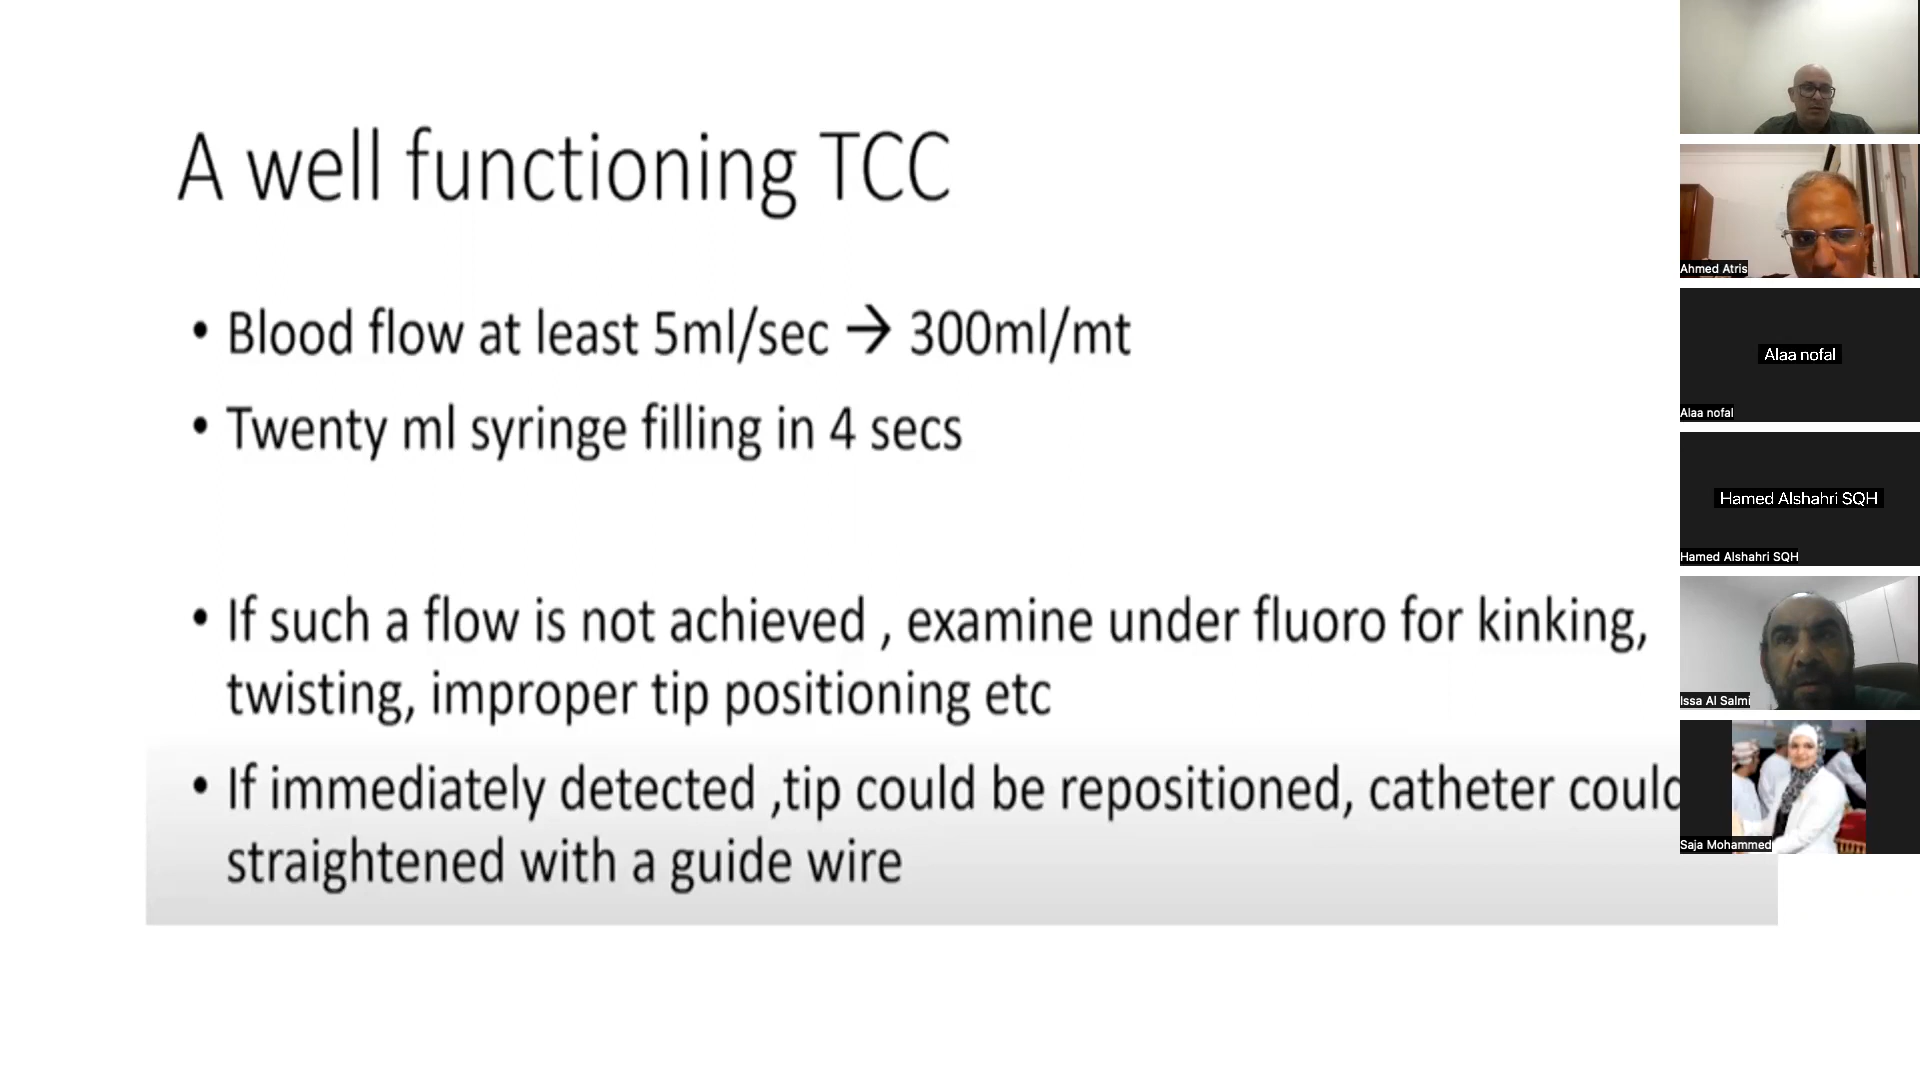 A well functioning TCC
• Blood flow at least 5ml/sec → 300ml/mt
• Twenty ml syringe filling in 4 secs
• If such a flow is not achieved , examine under fluoro for kinking,
twisting, improper tip positioning etc
• If immediately detected ,tip could be repositioned, catheter could
straightened with a guide wire
Ahmed Atris
Alaa nofal
Alaa nofal
Hamed Alshahri SQH
Hamed Alshahri SQH
Issa Al Salmi
Saja Mohammed